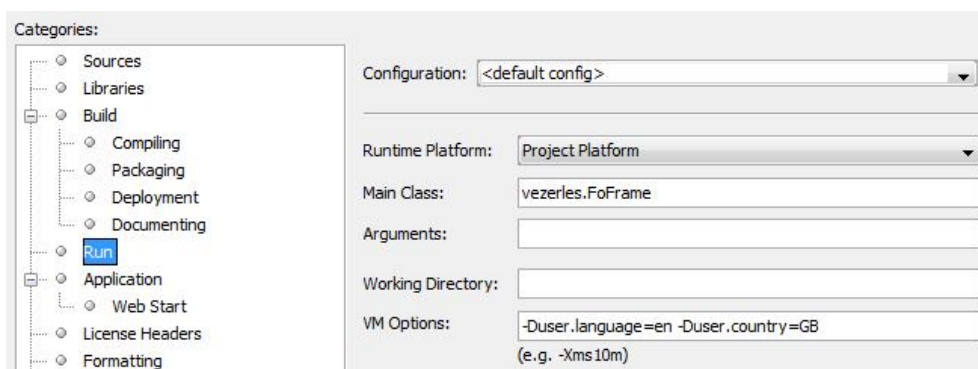 Categories:
Sources
Libraries
Build
Compiling
Packaging
Deployment
Documenting
Run
Application
Web Start
License Headers
Formatting
Configuration: <default config>
Runtime Platform: Project Platform
Main Class: vezerles.FoFrame
Arguments:
Working Directory:
VM Options: -Duser.language=en -Duser.country=GB
(e.g. -Xms10m)